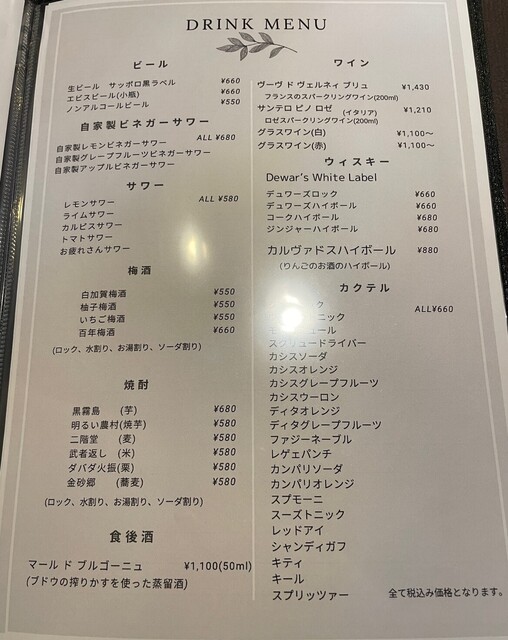 DRINK MENU
ビール
生ビール サッポロ黒ラベル ¥660
エビスビール(小瓶) ¥660
ノンアルコールビール ¥550
自家製ビネガーサワー
ALL ¥680
自家製レモンビネガーサワー
自家製グレープフルーツビネガーサワー
自家製アップルビネガーサワー
サワー
レモンサワー ALL ¥580
ライムサワー
カルピスサワー
トマトサワー
お疲れさんサワー
梅酒
白加賀梅酒 ¥550
柚子梅酒 ¥550
いちご梅酒 ¥550
百年梅酒 ¥660
(ロック、水割り、お湯割り、ソーダ割り)
焼酎
黒霧島 (芋) ¥680
明るい農村(焼芋) ¥580
二階堂 (麦) ¥580
武者返し (米) ¥580
ダバダ火振(栗) ¥580
金砂郷 (蕎麦) ¥580
(ロック、水割り、お湯割り、ソーダ割り)
食後酒
マール ド ブルゴーニュ ¥1,100(50ml)
(ブドウの搾りかすを使った蒸留酒)
ワイン
ヴーヴ ド ヴェルネィ ブリュ ¥1,430
フランスのスパークリングワイン(200ml)
サンテロ ピノ ロゼ (イタリア) ¥1,210
ロゼスパークリングワイン(200ml)
グラスワイン(白) ¥1,100〜
グラスワイン(赤) ¥1,100〜
ウィスキー
Dewar's White Label
デュワーズロック ¥660
デュワーズハイボール ¥660
コークハイボール ¥680
ジンジャーハイボール ¥680
カルヴァドスハイボール ¥880
(りんごのお酒のハイボール)
カクテル
ック ALL¥660
ニック
ール
スクリュードライバー
カシスソーダ
カシスオレンジ
カシスグレープフルーツ
カシスウーロン
ディタオレンジ
ディタグレープフルーツ
ファジーネーブル
レゲエパンチ
カンパリソーダ
カンパリオレンジ
スプモーニ
スーズトニック
レッドアイ
シャンディガフ
キティ
キール
スプリッツァー
全て税込み価格となります。